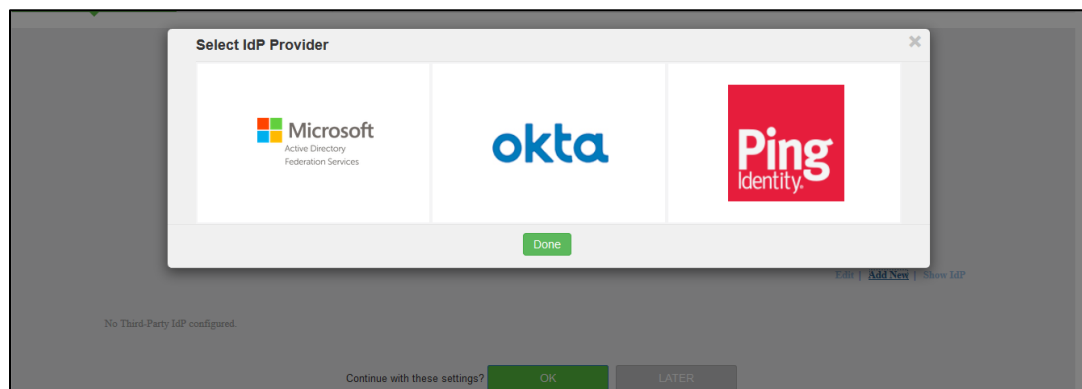 Select IdP Provider
Microsoft
Active Directory
Federation Services
okta
Ping
Identity.
Done
Edit | Add New | Show IdP
No Third-Party IdP configured.
Continue with these settings? OK LATER